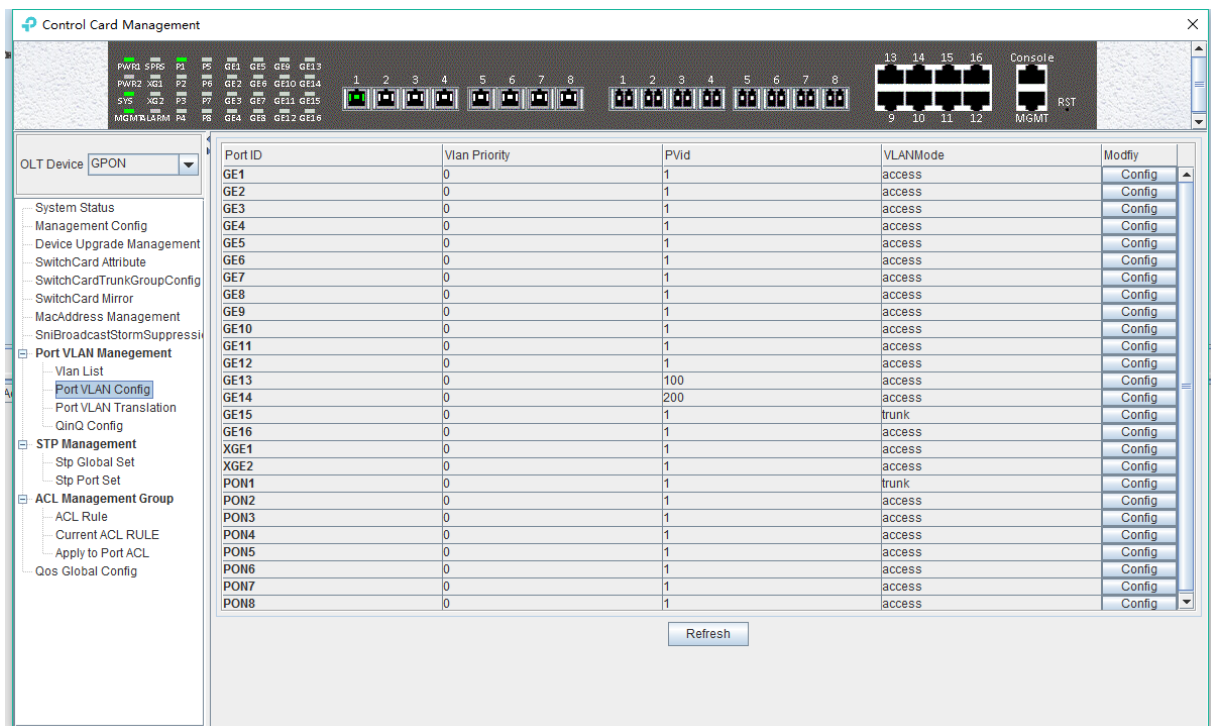 Control Card Management
PWR1 SPRS P1 P5 GE1 GE5 GE9 GE13
PWR2 XG1 P2 P6 GE2 GE6 GE10 GE14
SYS XG2 P3 P7 GE3 GE7 GE11 GE15
MGMT ALARM P4 P8 GE4 GE8 GE12 GE16
1 2 3 4 5 6 7 8 1 2 3 4 5 6 7 8
13 14 15 16 Console
RST
9 10 11 12 MGMT
OLT Device GPON
System Status
Management Config
Device Upgrade Management
SwitchCard Attribute
SwitchCardTrunkGroupConfig
SwitchCard Mirror
MacAddress Management
SniBroadcastStormSuppressi
Port VLAN Manegement
Vlan List
Port VLAN Config
Port VLAN Translation
QinQ Config
STP Management
Stp Global Set
Stp Port Set
ACL Management Group
ACL Rule
Current ACL RULE
Apply to Port ACL
Qos Global Config
Port ID Vlan Priority PVid VLANMode Modfiy
GE1 0 1 access Config
GE2 0 1 access Config
GE3 0 1 access Config
GE4 0 1 access Config
GE5 0 1 access Config
GE6 0 1 access Config
GE7 0 1 access Config
GE8 0 1 access Config
GE9 0 1 access Config
GE10 0 1 access Config
GE11 0 1 access Config
GE12 0 1 access Config
GE13 0 100 access Config
GE14 0 200 access Config
GE15 0 1 trunk Config
GE16 0 1 access Config
XGE1 0 1 access Config
XGE2 0 1 access Config
PON1 0 1 trunk Config
PON2 0 1 access Config
PON3 0 1 access Config
PON4 0 1 access Config
PON5 0 1 access Config
PON6 0 1 access Config
PON7 0 1 access Config
PON8 0 1 access Config
Refresh